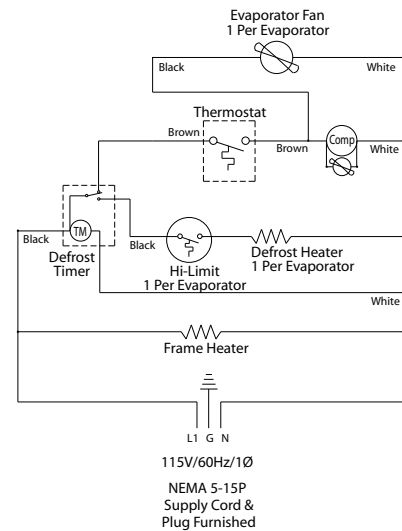 Evaporator Fan
1 Per Evaporator
Black
White
Thermostat
Brown
Brown
Comp
White
Black
TM
Defrost
Timer
Black
Hi-Limit
1 Per Evaporator
Defrost Heater
1 Per Evaporator
White
Frame Heater
L1 G N
115V/60Hz/1Ø
NEMA 5-15P
Supply Cord &
Plug Furnished